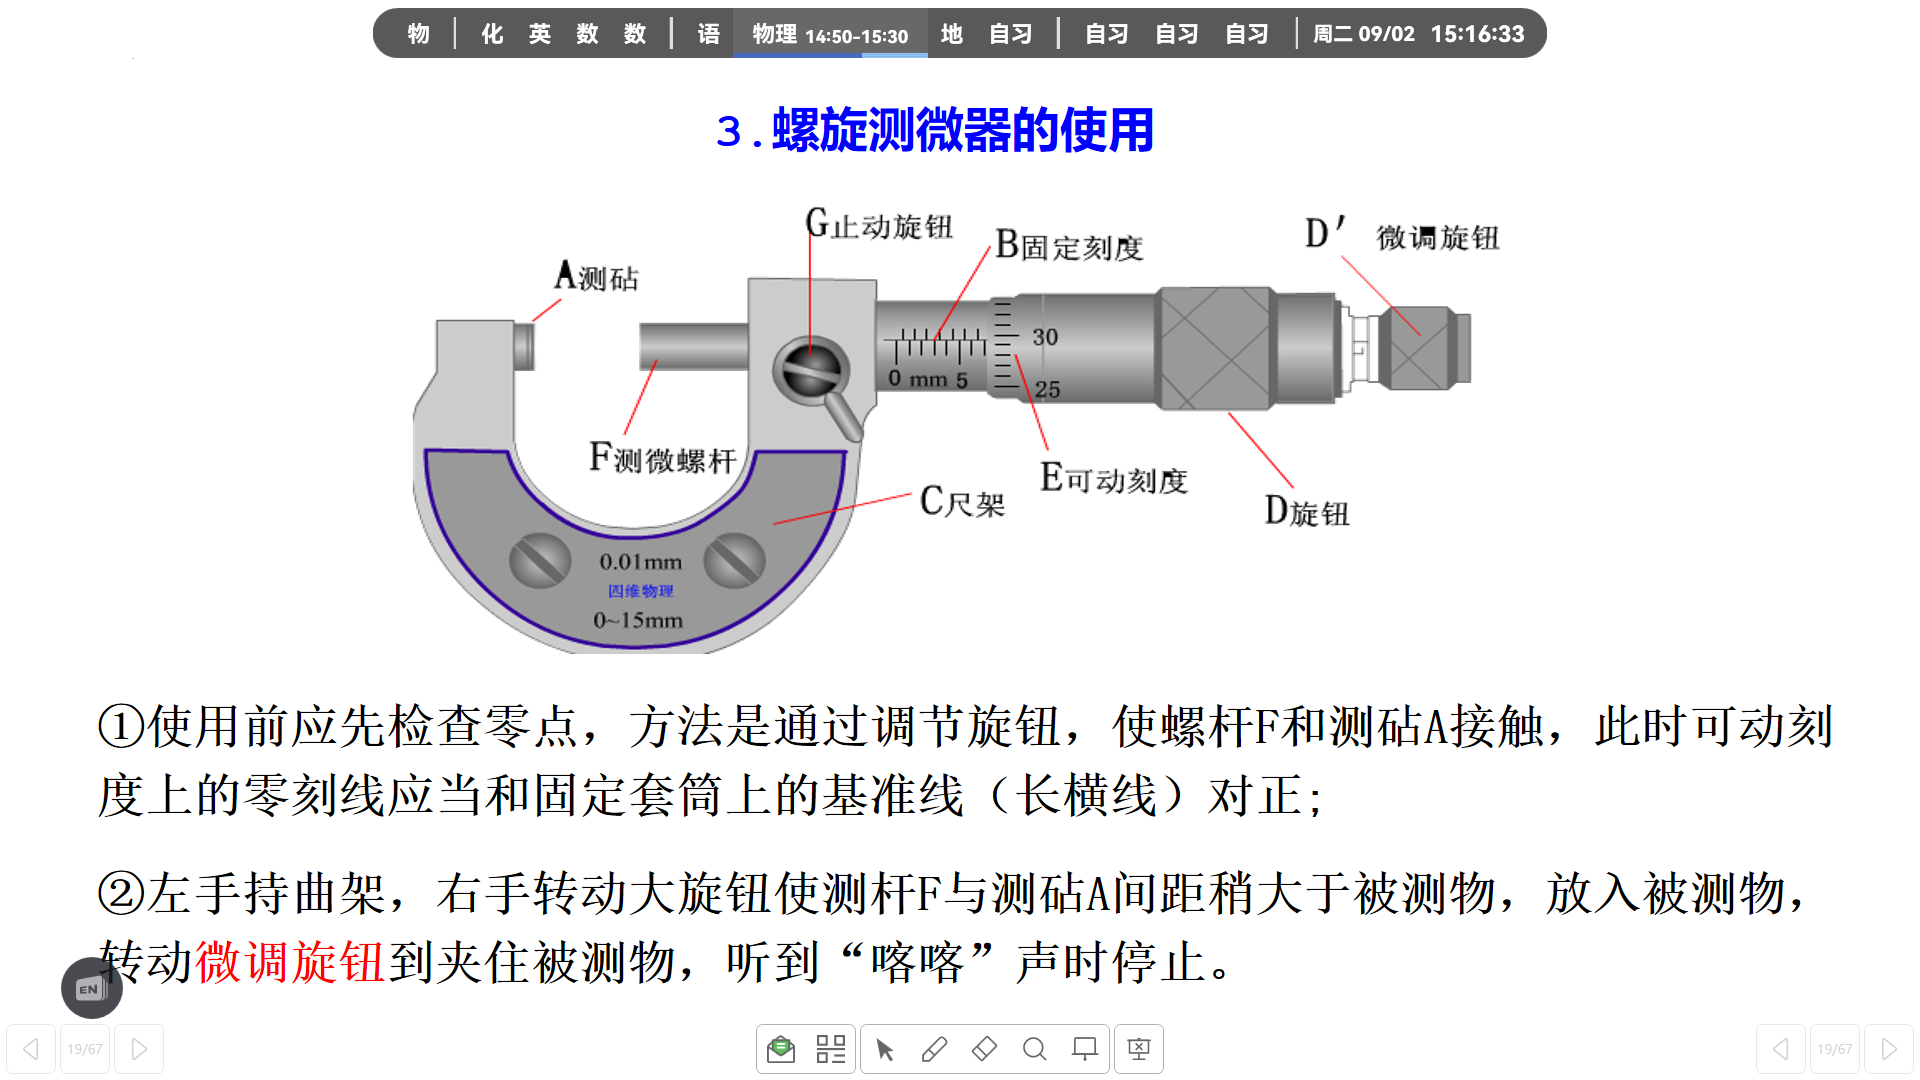 物 | 化 英 数 数 | 语 物理 14:50-15:30 地 自习 | 自习 自习 自习 | 周二 09/02 15:16:33
3.螺旋测微器的使用
G止动旋钮
B固定刻度
D′ 微调旋钮
A测砧
30
0 mm 5
25
F测微螺杆
E可动刻度
C尺架
D旋钮
0.01mm
四维物理
0~15mm
①使用前应先检查零点，方法是通过调节旋钮，使螺杆F和测砧A接触，此时可动刻
度上的零刻线应当和固定套筒上的基准线（长横线）对正;
②左手持曲架，右手转动大旋钮使测杆F与测砧A间距稍大于被测物，放入被测物，
转动微调旋钮到夹住被测物，听到“喀喀”声时停止。
EN
19/67
19/67